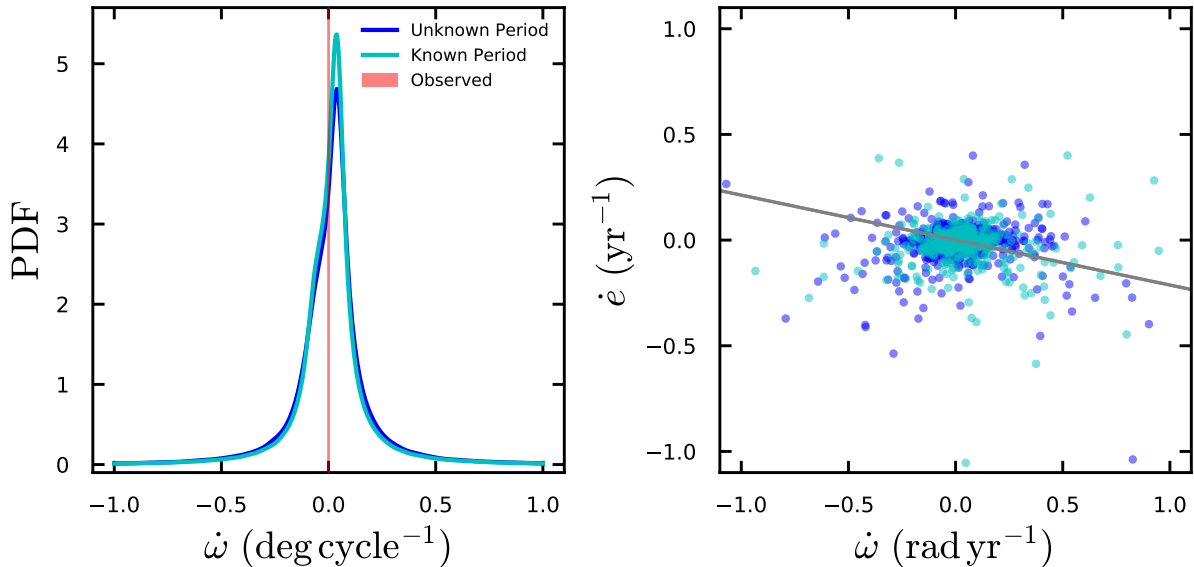 PDF
5
4
3
2
1
0
Unknown Period
Known Period
Observed
−1.0 −0.5 0.0 0.5 1.0
ω̇ (deg cycle⁻¹)
ė (yr⁻¹)
1.0
0.5
0.0
−0.5
−1.0
−1.0 −0.5 0.0 0.5 1.0
ω̇ (rad yr⁻¹)